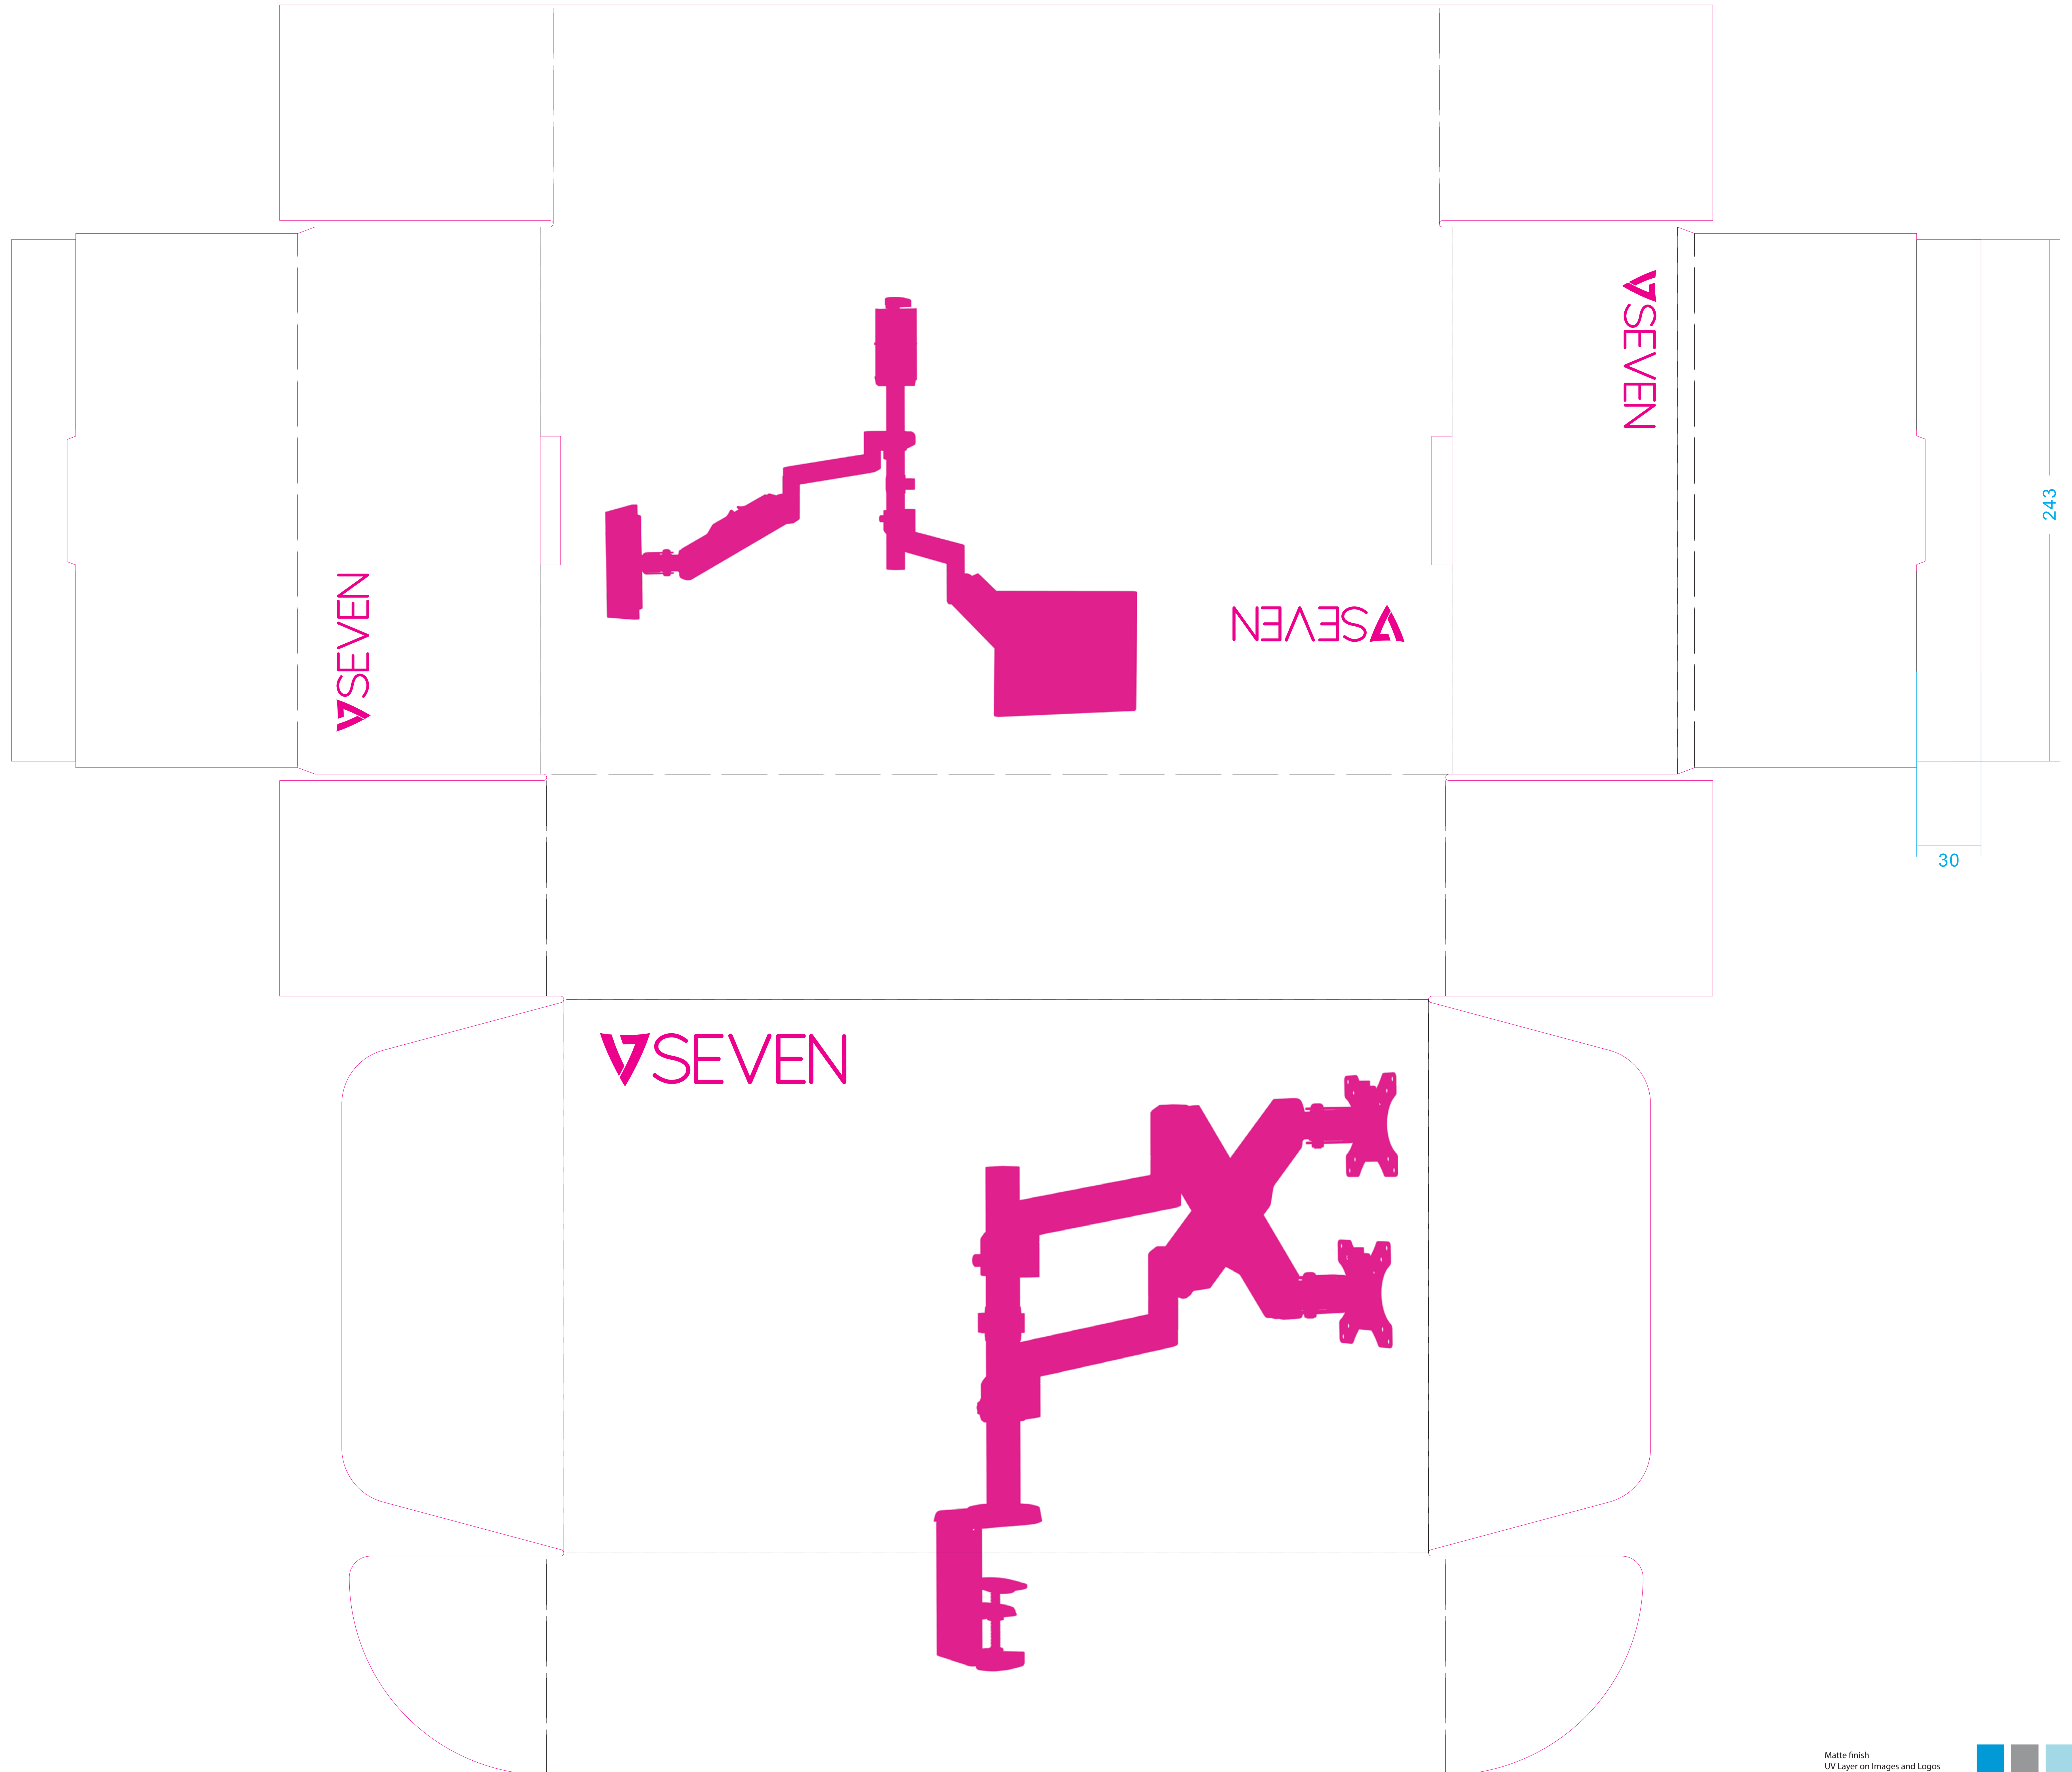 SEVEN
SEVEN
243
SEVEN
SEVEN
30
SEVEN
Matte finish
UV Layer on Images and Logos